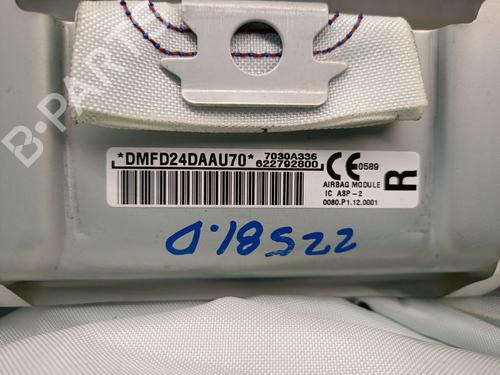 B-PARTS
*DMFD24DAAU70*
7030A336
622792800
CE 0589
AIRBAG MODULE
IC ASP-2
0080.P1.12.0001
R
22581.D